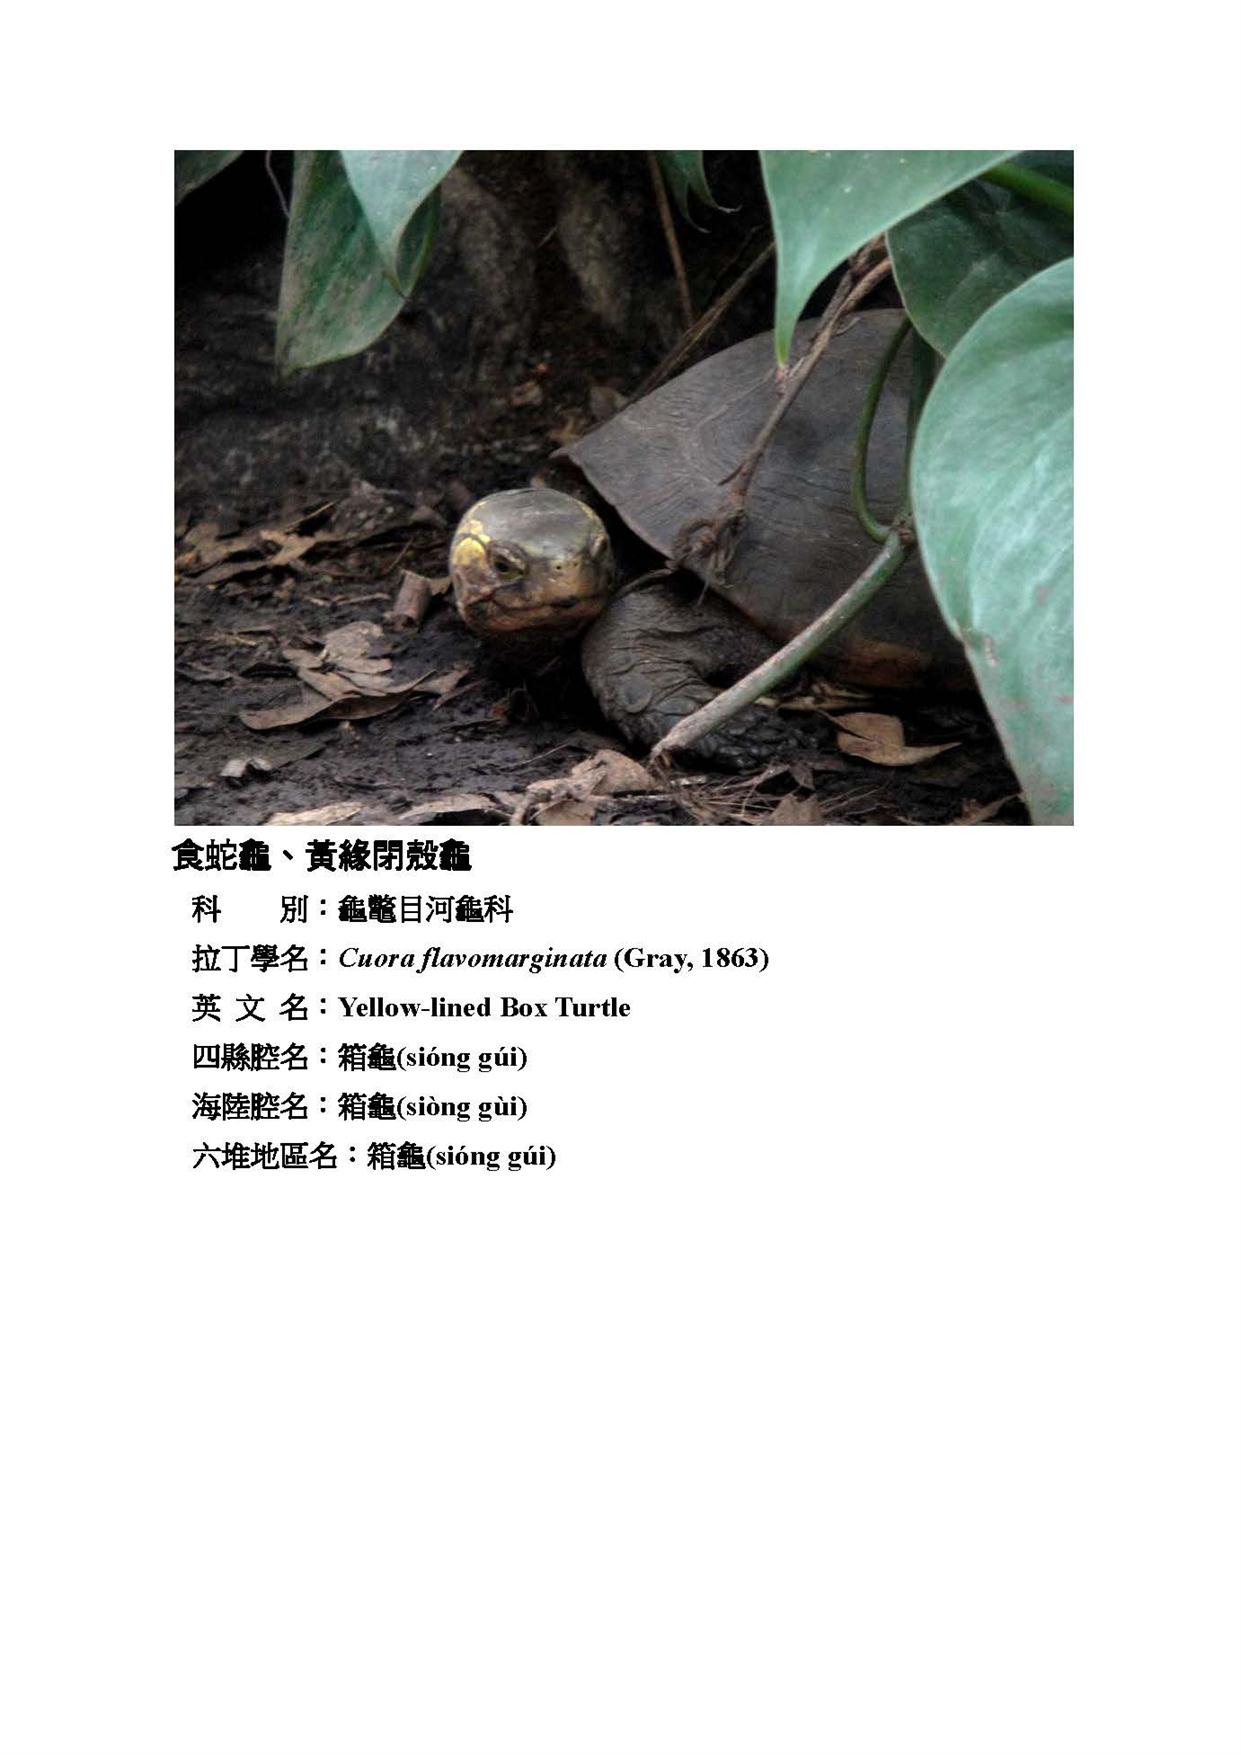 食蛇龜、黃緣閉殼龜
科　　別：龜鱉目河龜科
拉丁學名：Cuora flavomarginata (Gray, 1863)
英 文 名：Yellow-lined Box Turtle
四縣腔名：箱龜(sióng gúi)
海陸腔名：箱龜(siòng gùi)
六堆地區名：箱龜(sióng gúi)